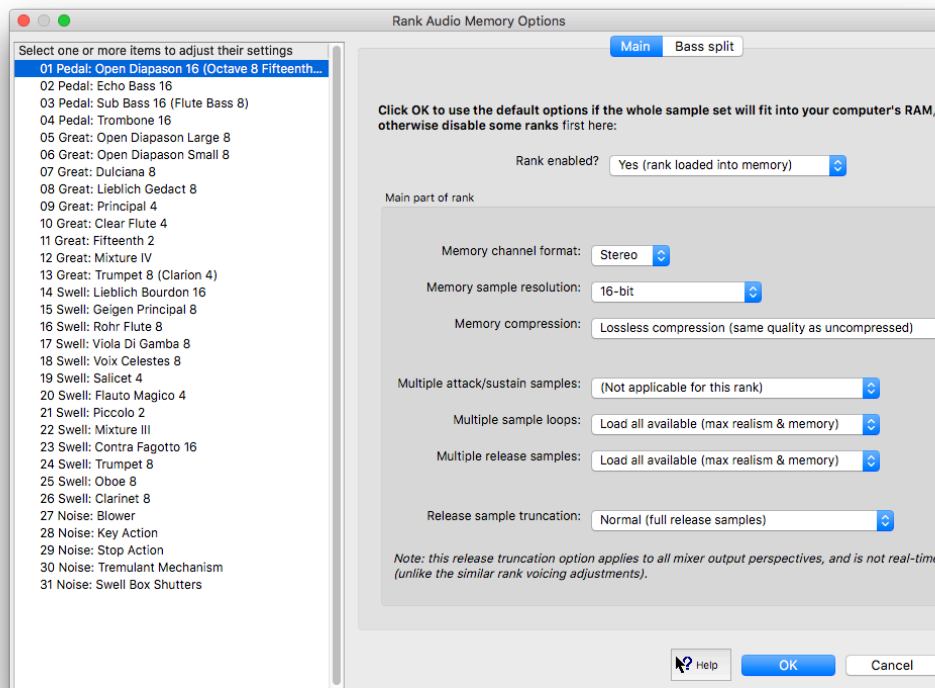 Rank Audio Memory Options
Select one or more items to adjust their settings
01 Pedal: Open Diapason 16 (Octave 8 Fifteenth...
02 Pedal: Echo Bass 16
03 Pedal: Sub Bass 16 (Flute Bass 8)
04 Pedal: Trombone 16
05 Great: Open Diapason Large 8
06 Great: Open Diapason Small 8
07 Great: Dulciana 8
08 Great: Lieblich Gedact 8
09 Great: Principal 4
10 Great: Clear Flute 4
11 Great: Fifteenth 2
12 Great: Mixture IV
13 Great: Trumpet 8 (Clarion 4)
14 Swell: Lieblich Bourdon 16
15 Swell: Geigen Principal 8
16 Swell: Rohr Flute 8
17 Swell: Viola Di Gamba 8
18 Swell: Voix Celestes 8
19 Swell: Salicet 4
20 Swell: Flauto Magico 4
21 Swell: Piccolo 2
22 Swell: Mixture III
23 Swell: Contra Fagotto 16
24 Swell: Trumpet 8
25 Swell: Oboe 8
26 Swell: Clarinet 8
27 Noise: Blower
28 Noise: Key Action
29 Noise: Stop Action
30 Noise: Tremulant Mechanism
31 Noise: Swell Box Shutters
Main Bass split
Click OK to use the default options if the whole sample set will fit into your computer's RAM,
otherwise disable some ranks first here:
Rank enabled? Yes (rank loaded into memory)
Main part of rank
Memory channel format: Stereo
Memory sample resolution: 16-bit
Memory compression: Lossless compression (same quality as uncompressed)
Multiple attack/sustain samples: (Not applicable for this rank)
Multiple sample loops: Load all available (max realism & memory)
Multiple release samples: Load all available (max realism & memory)
Release sample truncation: Normal (full release samples)
Note: this release truncation option applies to all mixer output perspectives, and is not real-time
(unlike the similar rank voicing adjustments).
? Help OK Cancel